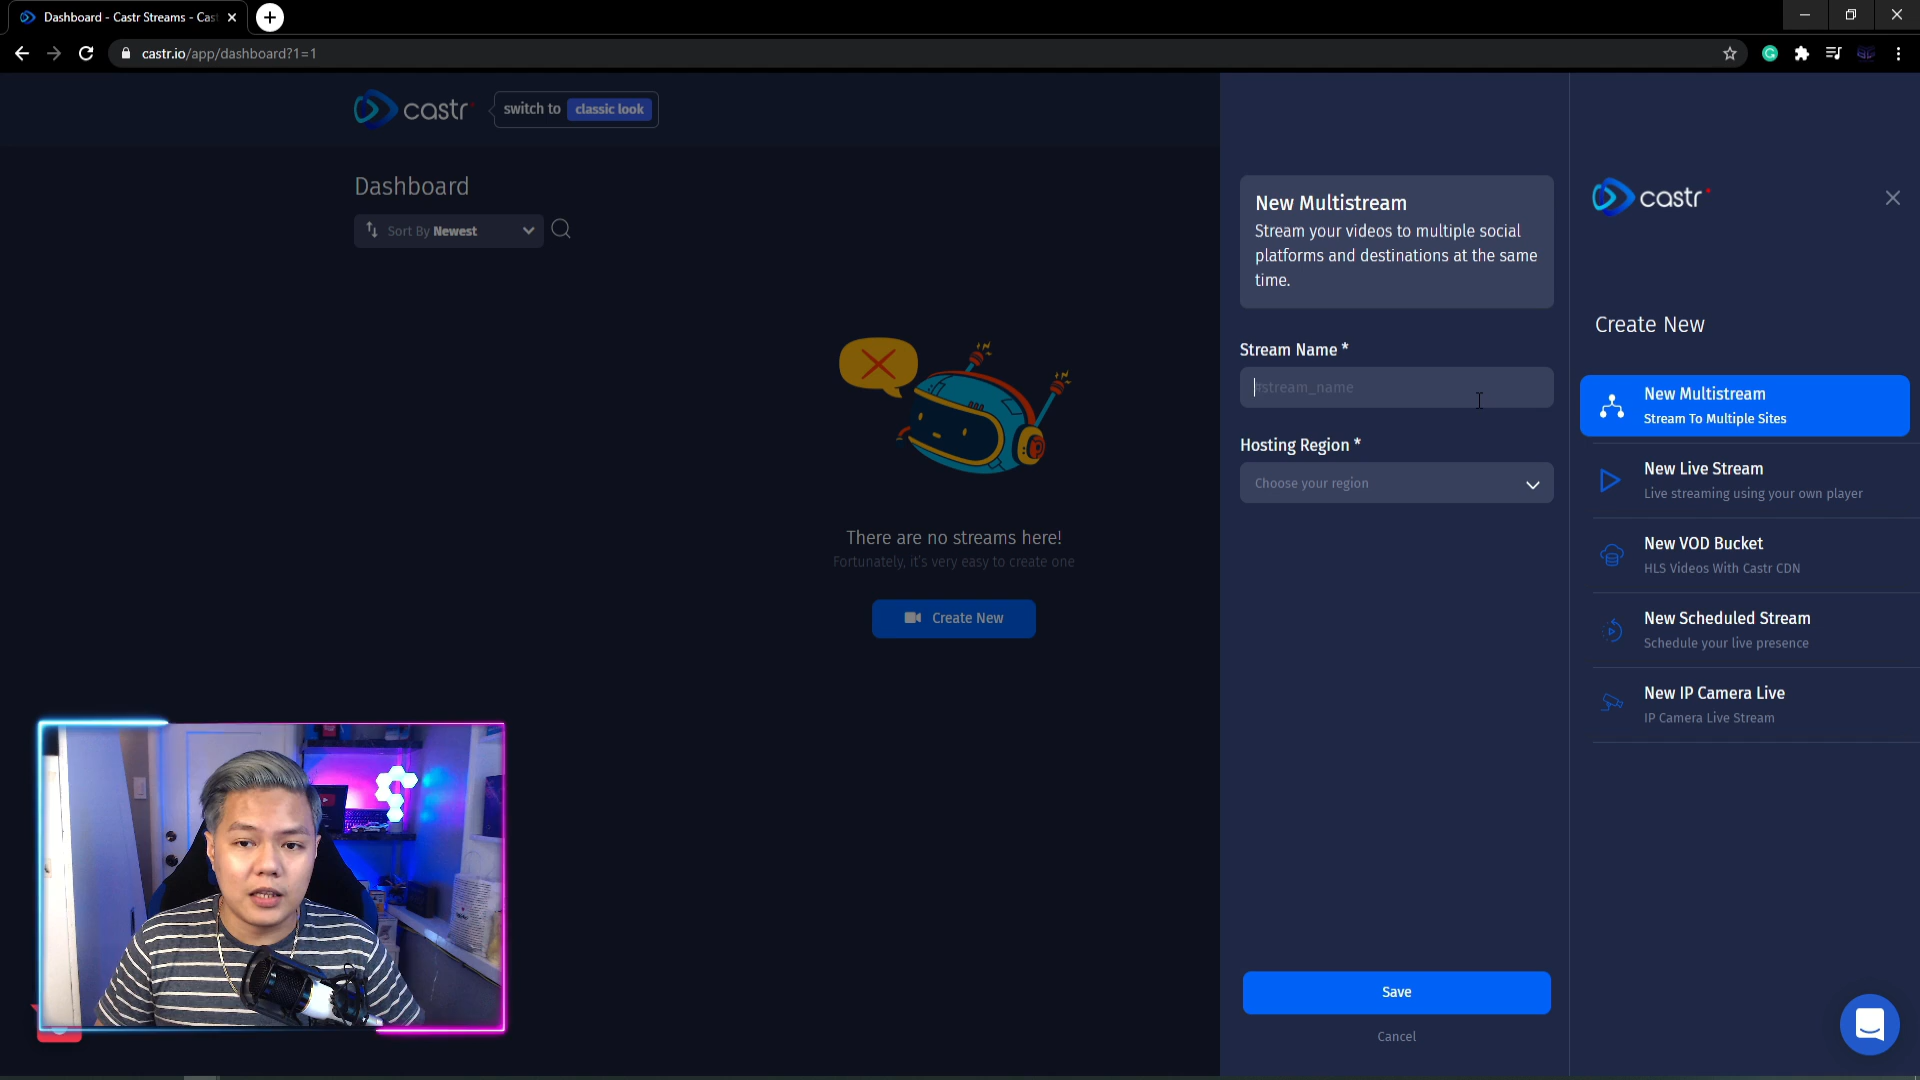 Dashboard - Castr Streams - Cas
castr.io/app/dashboard?1=1
castr
switch to classic look
Dashboard
Sort By Newest
There are no streams here!
Fortunately, it's very easy to create one
Create New
New Multistream
Stream your videos to multiple social
platforms and destinations at the same
time.
Stream Name *
#stream_name
Hosting Region *
Choose your region
Save
Cancel
castr
Create New
New Multistream
Stream To Multiple Sites
New Live Stream
Live streaming using your own player
New VOD Bucket
HLS Videos With Castr CDN
New Scheduled Stream
Schedule your live presence
New IP Camera Live
IP Camera Live Stream